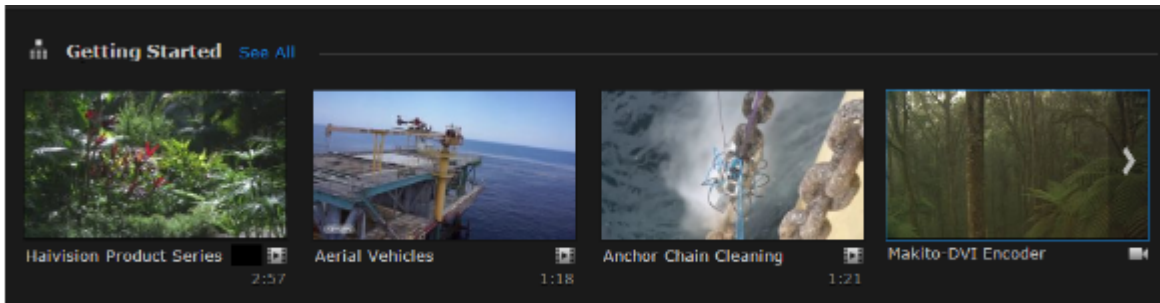 Getting Started See All
Haivision Product Series
2:57
Aerial Vehicles
1:18
Anchor Chain Cleaning
1:21
Makito-DVI Encoder